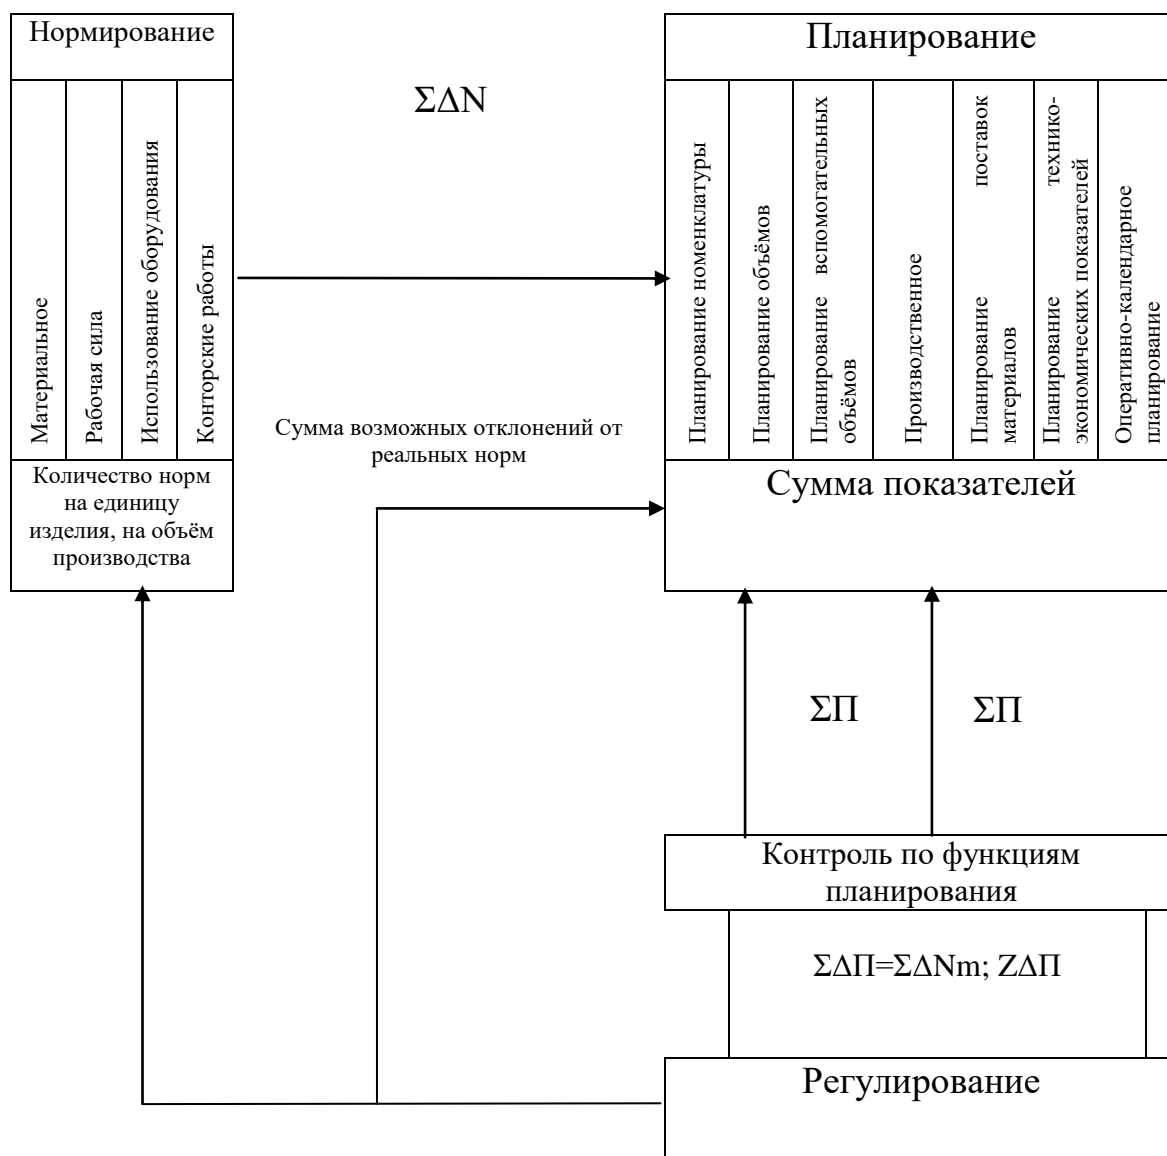 Нормирование
Материальное
Рабочая сила
Использование оборудования
Конторские работы
Количество норм
на единицу
изделия, на объём
производства
ΣΔN
Сумма возможных отклонений от
реальных норм
Планирование
Планирование номенклатуры
Планирование объёмов
Планирование вспомогательных
объёмов
Производственное
Планирование поставок
материалов
Планирование технико-
экономических показателей
Оперативно-календарное
планирование
Сумма показателей
ΣП ΣП
Контроль по функциям
планирования
ΣΔП=ΣΔNm; ZΔП
Регулирование